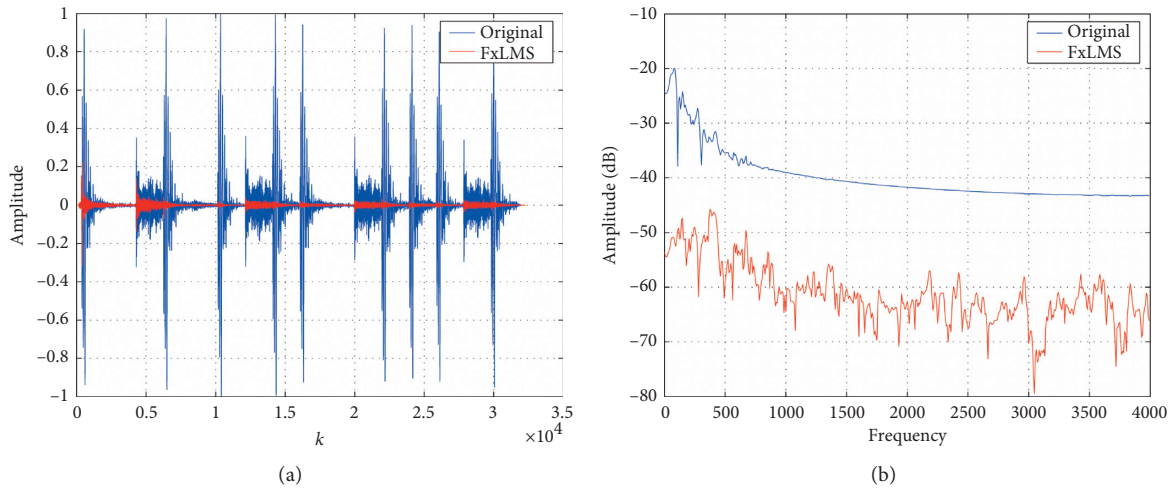 1
0.8
0.6
0.4
0.2
0
−0.2
−0.4
−0.6
−0.8
−1
Amplitude
Original
FxLMS
0 0.5 1 1.5 2 2.5 3 3.5
×10^4
k
(a)
−10
−20
−30
−40
−50
−60
−70
−80
Amplitude (dB)
Original
FxLMS
0 500 1000 1500 2000 2500 3000 3500 4000
Frequency
(b)